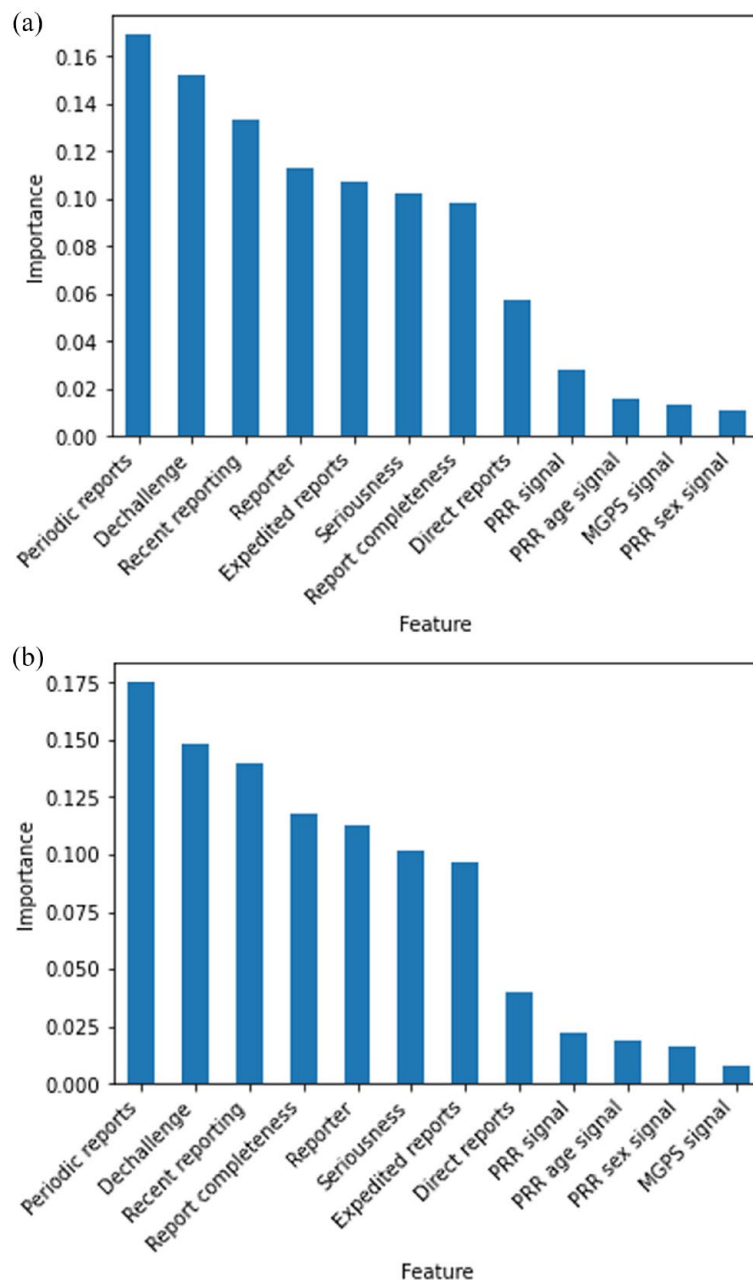 (a)
0.16
0.14
0.12
0.10
0.08
0.06
0.04
0.02
0.00
Importance
Periodic reports
Dechallenge
Recent reporting
Reporter
Expedited reports
Seriousness
Report completeness
Direct reports
PRR signal
PRR age signal
MGPS signal
PRR sex signal
Feature
(b)
0.175
0.150
0.125
0.100
0.075
0.050
0.025
0.000
Importance
Periodic reports
Dechallenge
Recent reporting
Report completeness
Reporter
Seriousness
Expedited reports
Direct reports
PRR signal
PRR age signal
PRR sex signal
MGPS signal
Feature